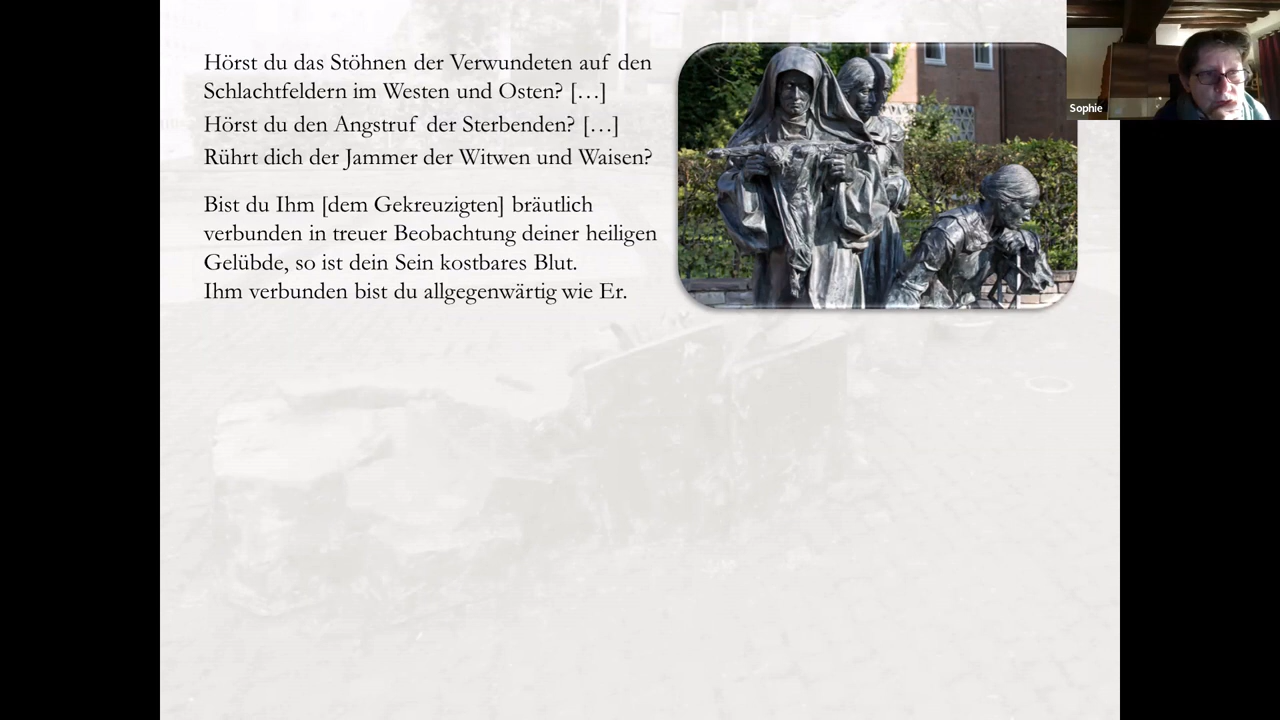 Hörst du das Stöhnen der Verwundeten auf den
Schlachtfeldern im Westen und Osten? […]
Hörst du den Angstruf der Sterbenden? […]
Rührt dich der Jammer der Witwen und Waisen?
Bist du Ihm [dem Gekreuzigten] bräutlich
verbunden in treuer Beobachtung deiner heiligen
Gelübde, so ist dein Sein kostbares Blut.
Ihm verbunden bist du allgegenwärtig wie Er.
Sophie